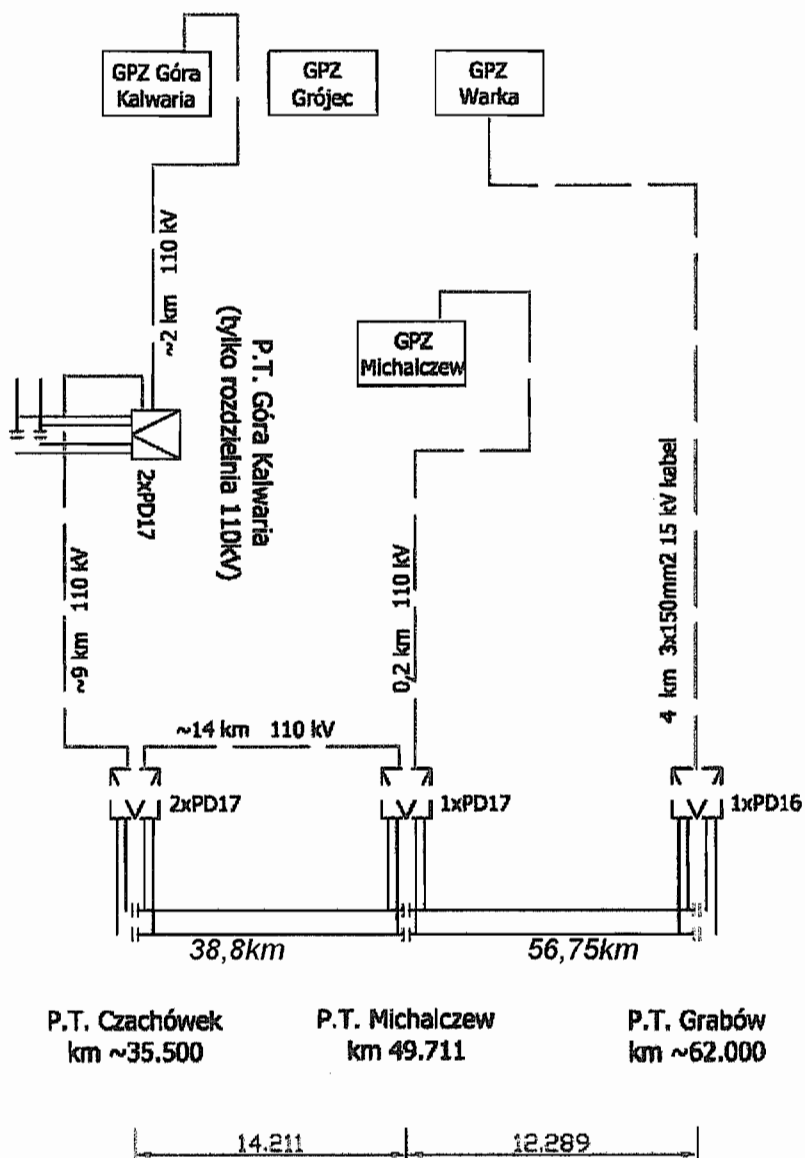 GPZ Góra
Kalwaria
GPZ
Grójec
GPZ
Warka
~2 km 110 kV
P.T. Góra Kalwaria
(tylko rozdzielnia 110kV)
GPZ
Michalczew
2xPD17
~9 km 110 kV
0,2 km 110 kV
4 km 3x150mm2 15 kV kabel
~14 km 110 kV
2xPD17
1xPD17
1xPD16
38,8km
56,75km
P.T. Czachówek
km ~35.500
P.T. Michalczew
km 49.711
P.T. Grabów
km ~62.000
14.211
12.289